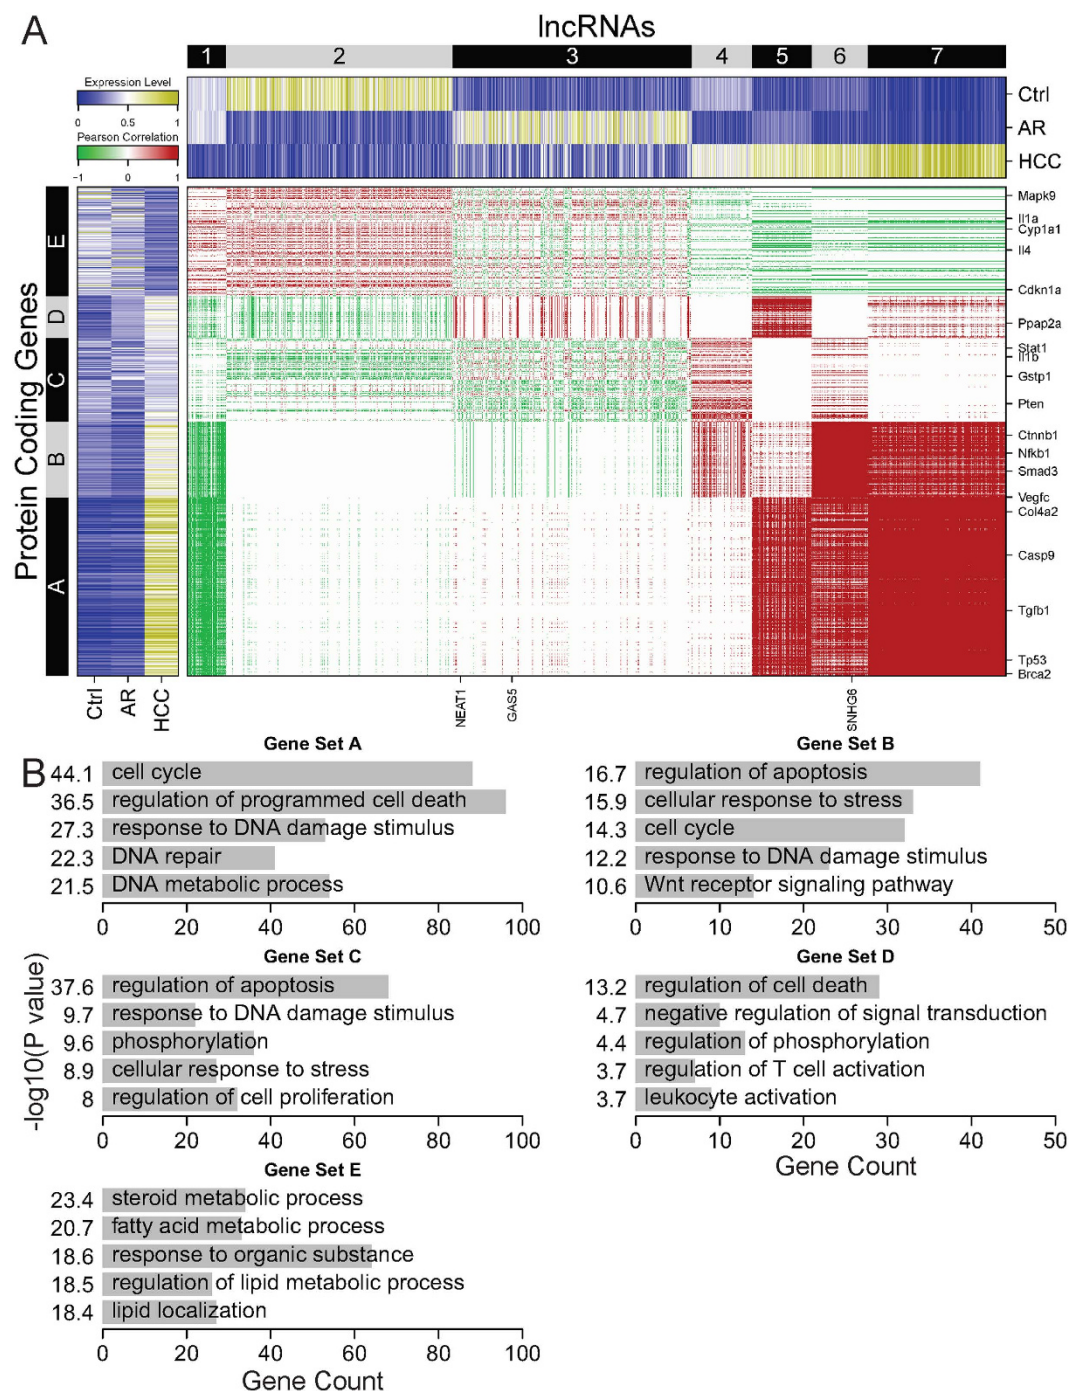 A
lncRNAs
1 2 3 4 5 6 7
Expression Level
0 0.5 1
Pearson Correlation
−1 0 1
Ctrl
AR
HCC
Protein Coding Genes
E
D
C
B
A
Mapk9
Il1a
Cyp1a1
Il4
Cdkn1a
Ppap2a
Stat1
Il1b
Gstp1
Pten
Ctnnb1
Nfkb1
Smad3
Vegfc
Col4a2
Casp9
Tgfb1
Tp53
Brca2
Ctrl
AR
HCC
NEAT1
GAS5
SNHG6
B
-log10(P value)
Gene Set A
44.1 cell cycle
36.5 regulation of programmed cell death
27.3 response to DNA damage stimulus
22.3 DNA repair
21.5 DNA metabolic process
0 20 40 60 80 100
Gene Set B
16.7 regulation of apoptosis
15.9 cellular response to stress
14.3 cell cycle
12.2 response to DNA damage stimulus
10.6 Wnt receptor signaling pathway
0 10 20 30 40 50
Gene Set C
37.6 regulation of apoptosis
9.7 response to DNA damage stimulus
9.6 phosphorylation
8.9 cellular response to stress
8 regulation of cell proliferation
0 20 40 60 80 100
Gene Set D
13.2 regulation of cell death
4.7 negative regulation of signal transduction
4.4 regulation of phosphorylation
3.7 regulation of T cell activation
3.7 leukocyte activation
0 10 20 30 40 50
Gene Count
Gene Set E
23.4 steroid metabolic process
20.7 fatty acid metabolic process
18.6 response to organic substance
18.5 regulation of lipid metabolic process
18.4 lipid localization
0 20 40 60 80 100
Gene Count